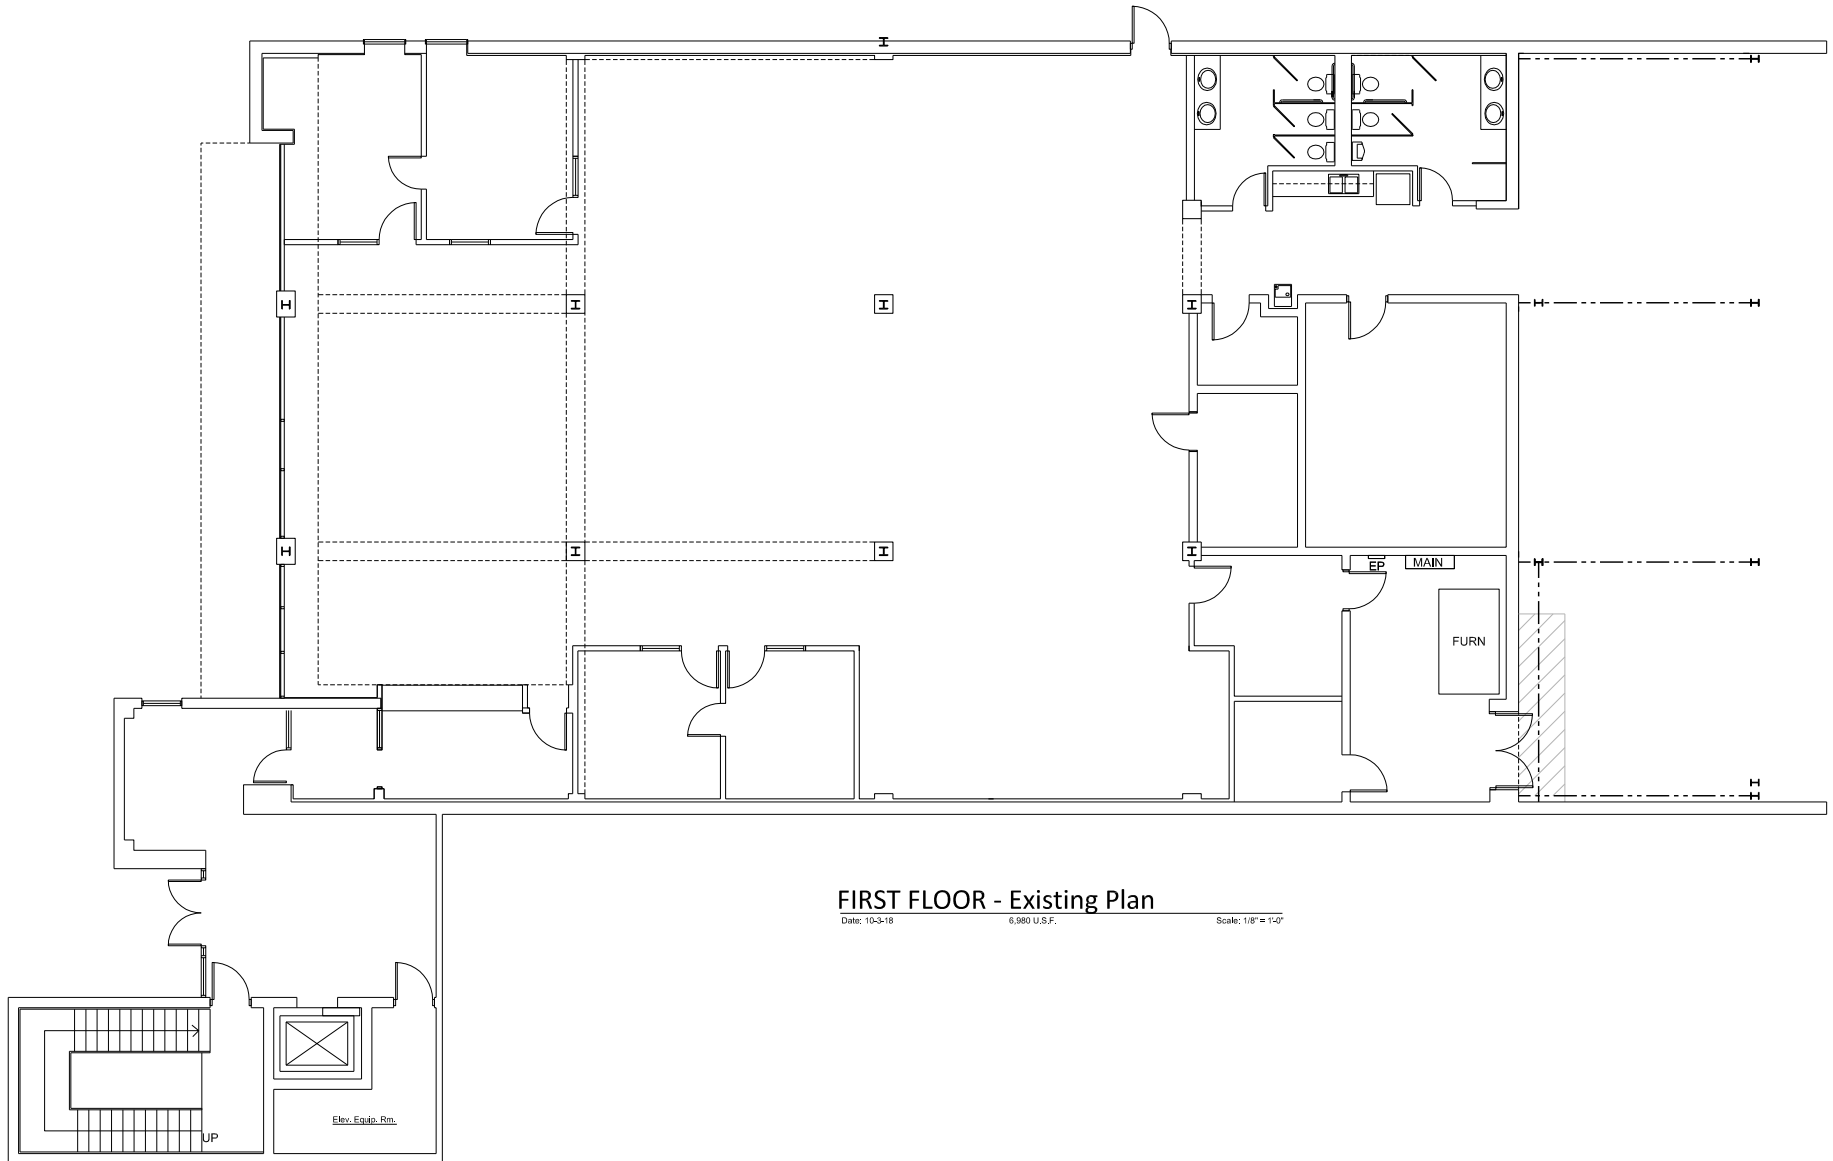 EP
MAIN
FURN
FIRST FLOOR - Existing Plan
Date: 10-3-18 6,980 U.S.F. Scale: 1/8" = 1'-0"
Elev. Equip. Rm.
UP